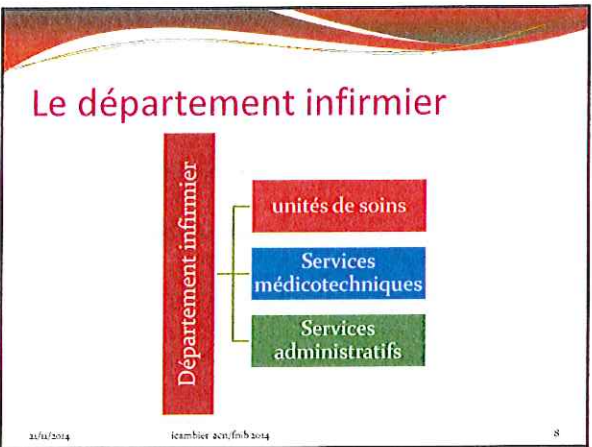 Le département infirmier
Département infirmier
unités de soins
Services
médicotechniques
Services
administratifs
21/11/2014
icambier acn/fnib 2014
8